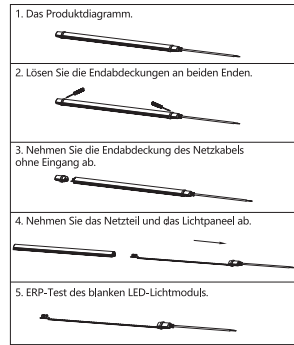 1. Das Produktdiagramm.
2. Lösen Sie die Endabdeckungen an beiden Enden.
3. Nehmen Sie die Endabdeckung des Netzkabels
ohne Eingang ab.
4. Nehmen Sie das Netzteil und das Lichtpaneel ab.
5. ERP-Test des blanken LED-Lichtmoduls.